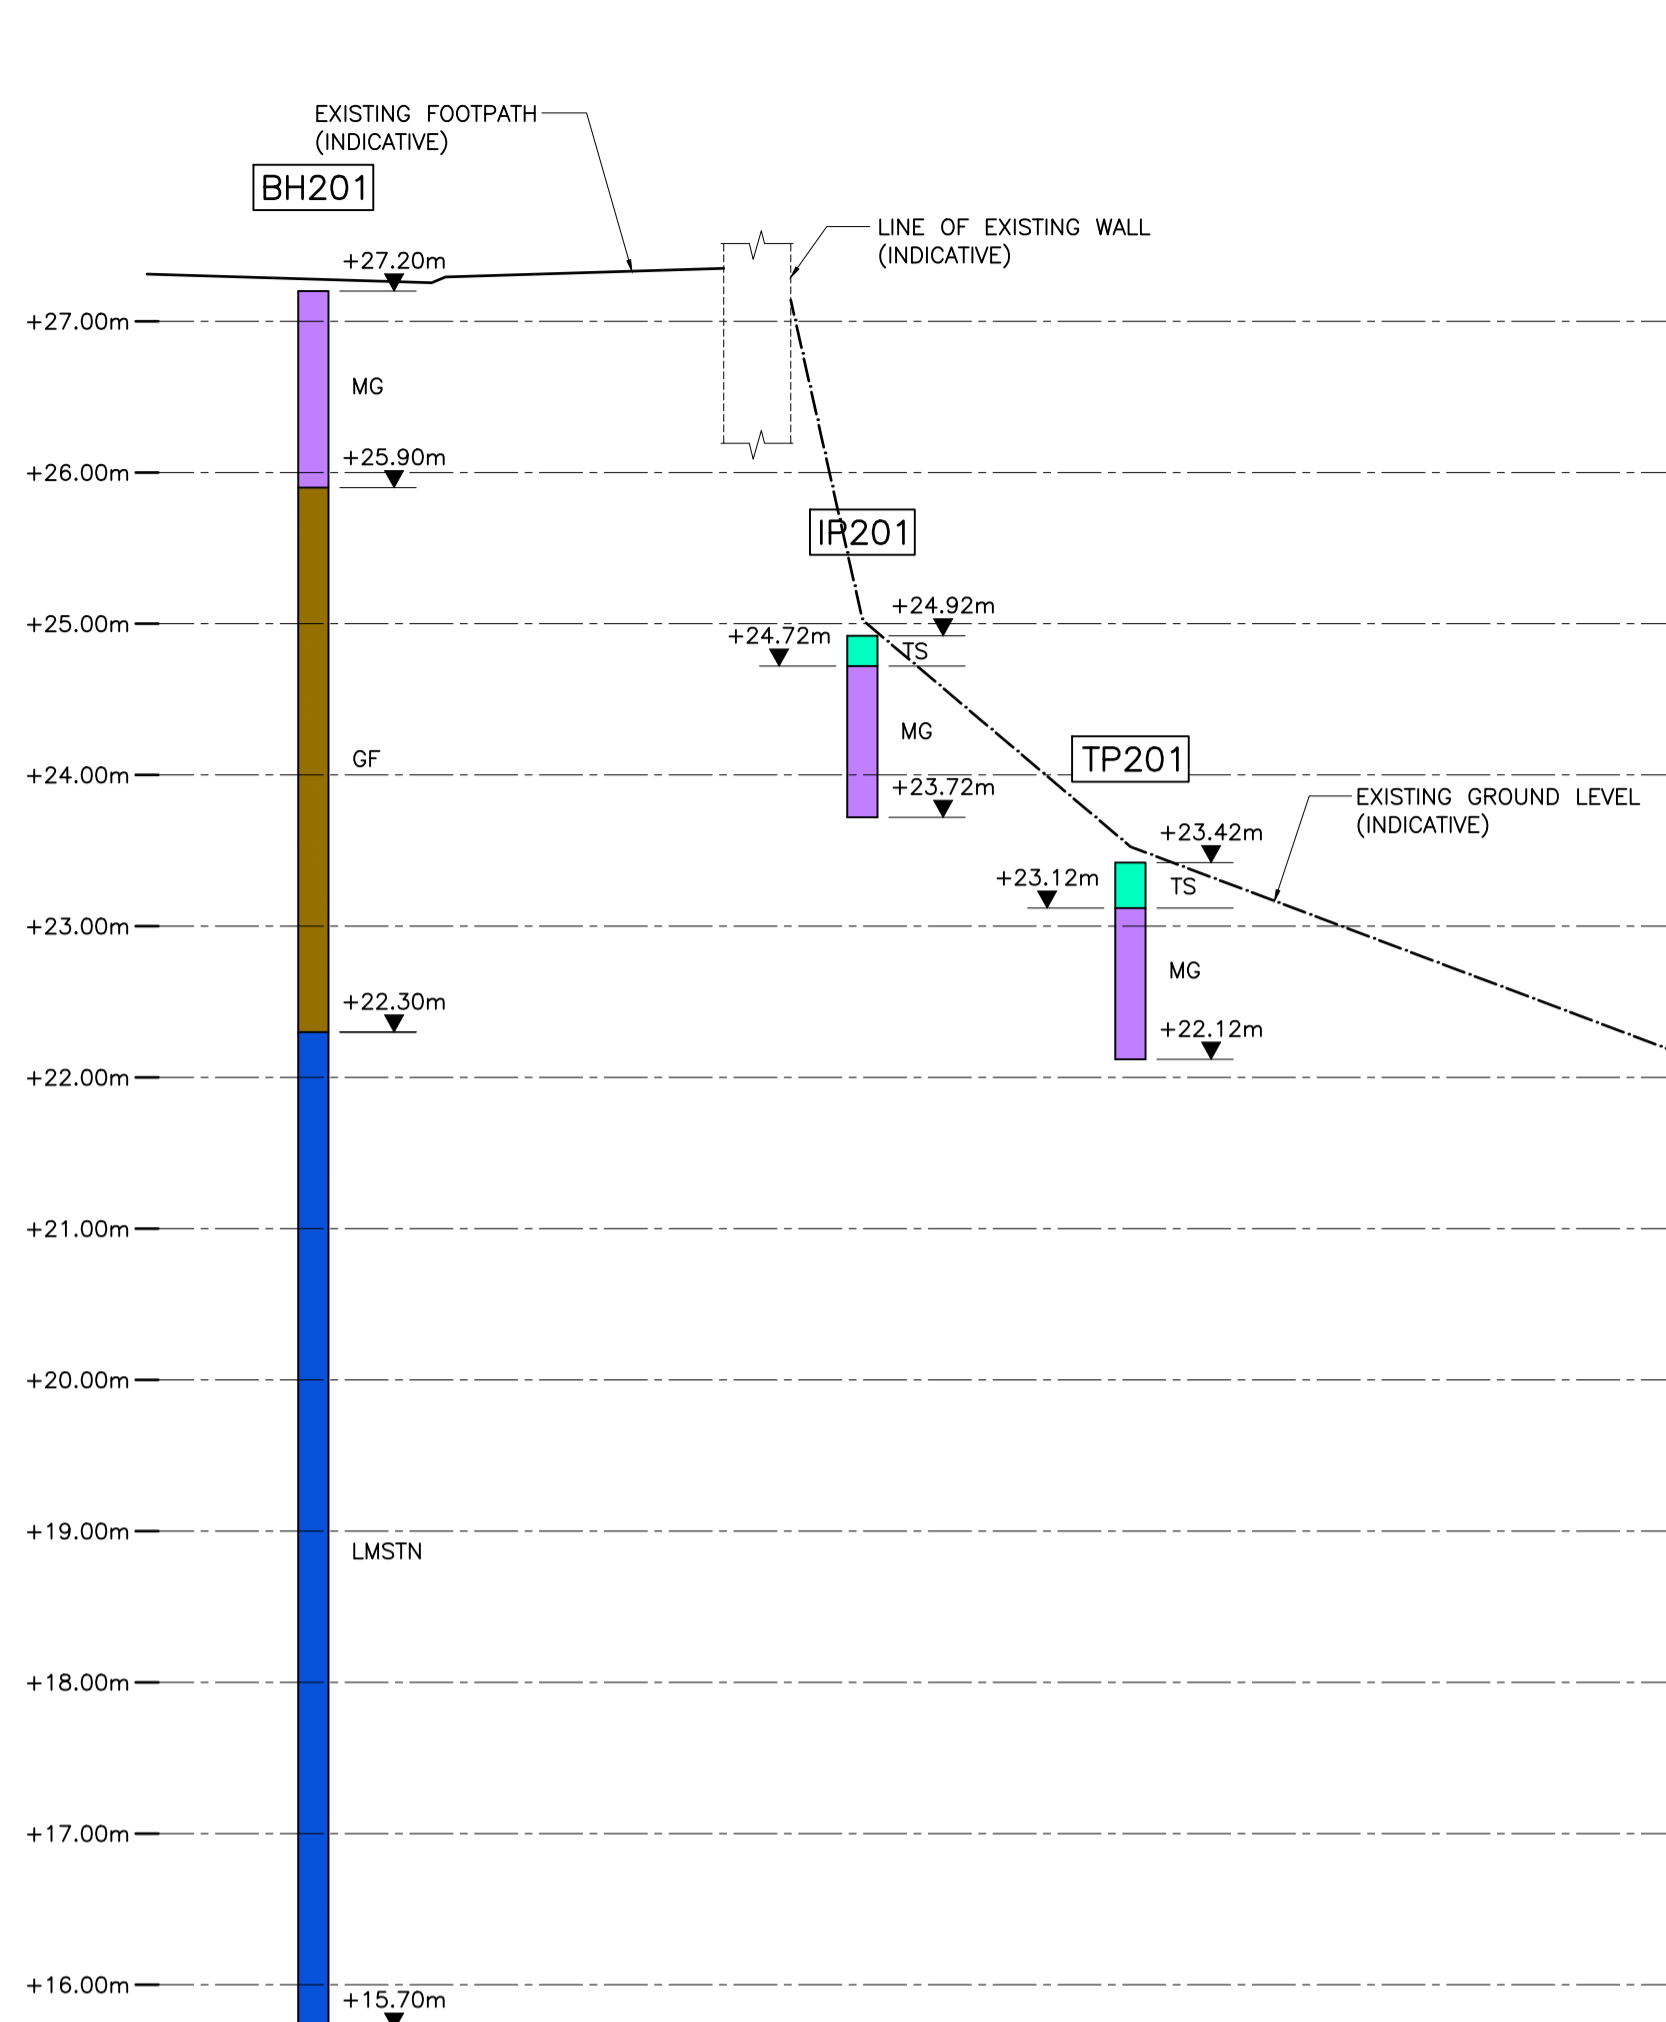 EXISTING FOOTPATH
(INDICATIVE)
BH201
LINE OF EXISTING WALL
(INDICATIVE)
+27.20m
+27.00m
MG
+25.90m
+26.00m
IP201
+24.92m
+25.00m
+24.72m
TS
MG
TP201
GF
+24.00m
+23.72m
EXISTING GROUND LEVEL
(INDICATIVE)
+23.42m
+23.12m
TS
+23.00m
MG
+22.30m
+22.12m
+22.00m
+21.00m
+20.00m
+19.00m
LMSTN
+18.00m
+17.00m
+16.00m
+15.70m